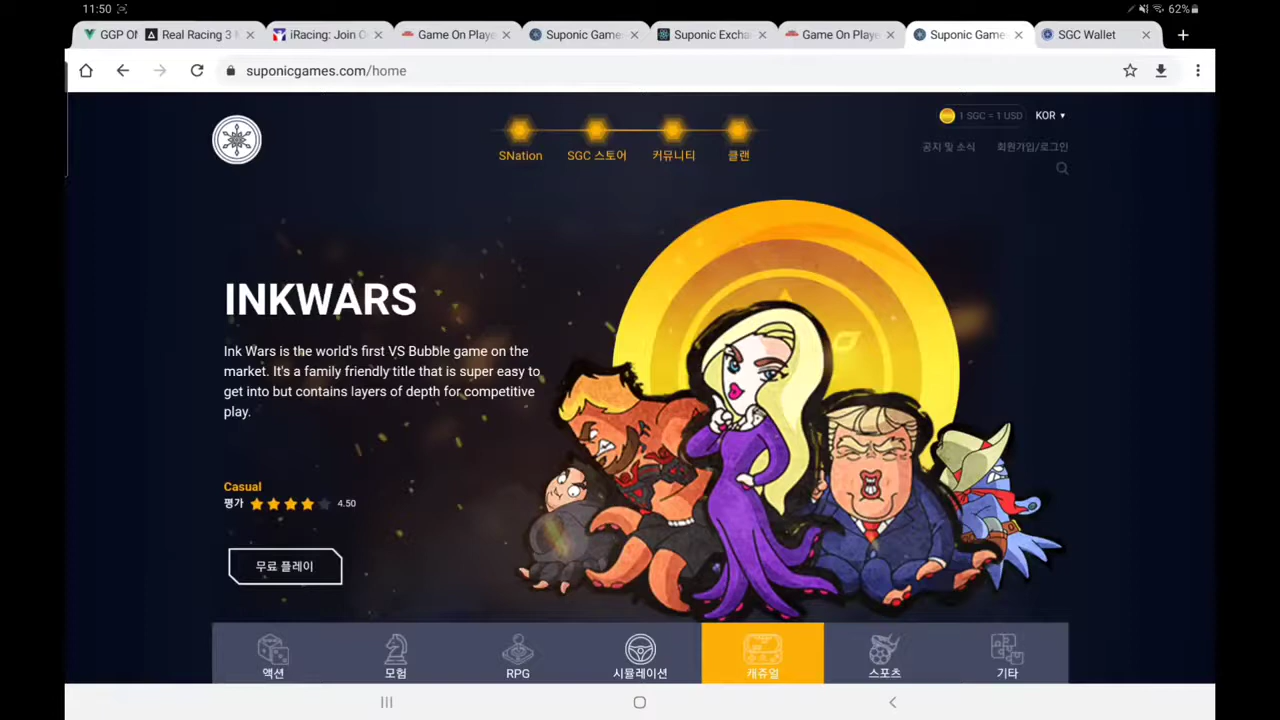 11:50
62%
GGP ON
Real Racing 3
iRacing: Join O
Game On Playe
Suponic Game
Suponic Excha
Game On Playe
Suponic Game
SGC Wallet
suponicgames.com/home
1 SGC = 1 USD
KOR
SNation
SGC 스토어
커뮤니티
클랜
공지 및 소식
회원가입/로그인
INKWARS
Ink Wars is the world's first VS Bubble game on the
market. It's a family friendly title that is super easy to
get into but contains layers of depth for competitive
play.
Casual
평가
4.50
무료 플레이
액션
모험
RPG
시뮬레이션
캐쥬얼
스포츠
기타